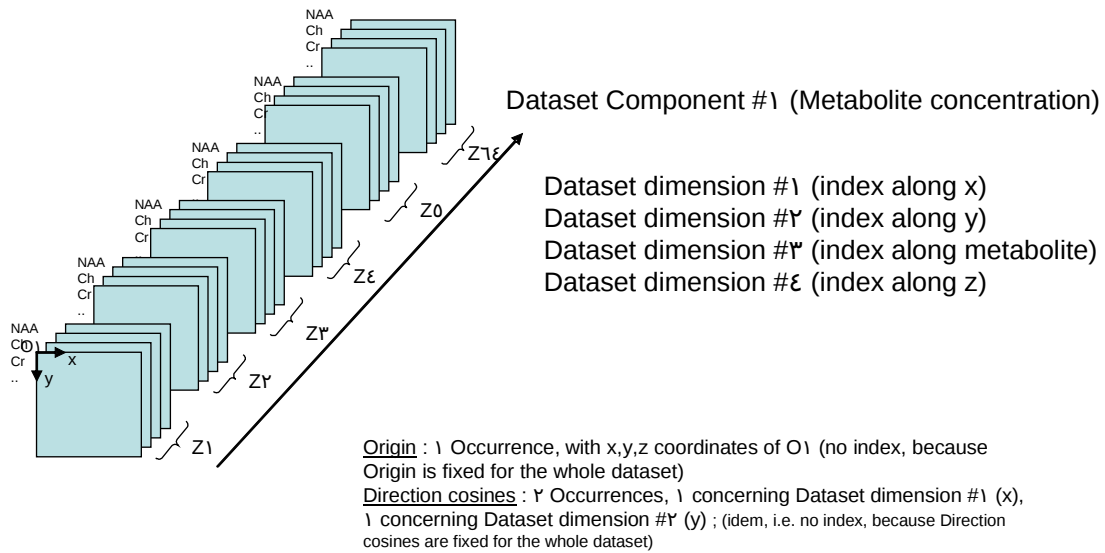 NAA
Ch
Cr
..
NAA
Ch
Cr
..
NAA
Ch
Cr
..
NAA
Ch
Cr
..
NAA
Ch
Cr
..
NAA
Ch
Cr
..
O١
x
y
Z١
Z٢
Z٣
Z٤
Z٥
Z٦٤
Dataset Component #١ (Metabolite concentration)
Dataset dimension #١ (index along x)
Dataset dimension #٢ (index along y)
Dataset dimension #٣ (index along metabolite)
Dataset dimension #٤ (index along z)
Origin : ١ Occurrence, with x,y,z coordinates of O١ (no index, because
Origin is fixed for the whole dataset)
Direction cosines : ٢ Occurrences, ١ concerning Dataset dimension #١ (x),
١ concerning Dataset dimension #٢ (y) ; (idem, i.e. no index, because Direction
cosines are fixed for the whole dataset)